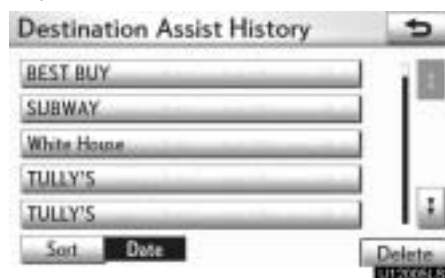 Destination Assist History
BEST BUY
SUBWAY
White House
TULLY'S
TULLY'S
Sort Date
Delete